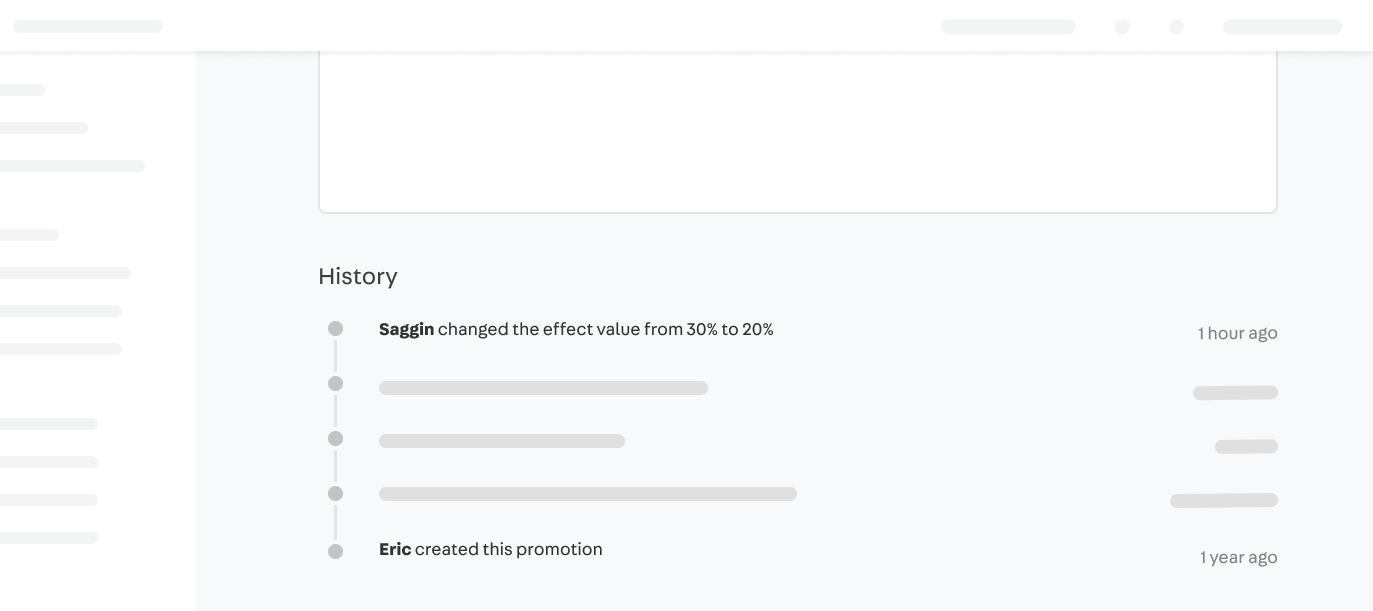 History
Saggin changed the effect value from 30% to 20%
1 hour ago
Eric created this promotion
1 year ago